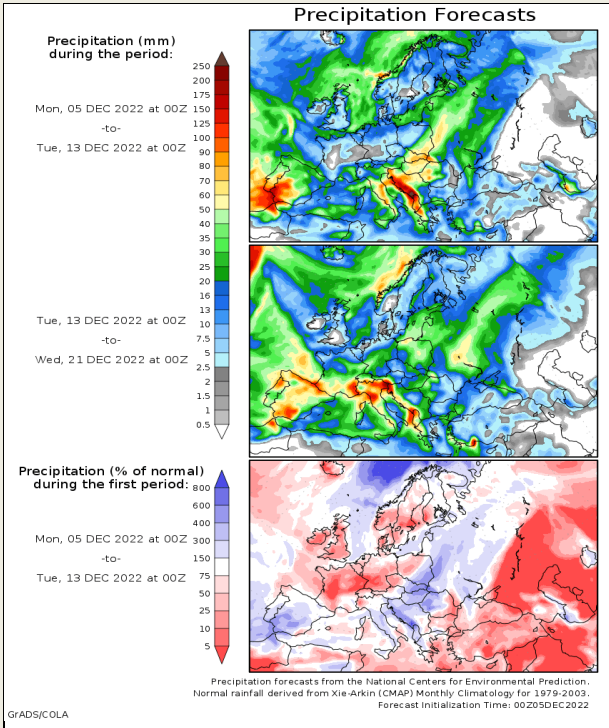 Precipitation Forecasts
Precipitation (mm)
during the period:
Mon, 05 DEC 2022 at 00Z
-to-
Tue, 13 DEC 2022 at 00Z
250
200
175
150
125
100
90
80
70
60
50
40
35
30
25
20
16
13
10
7.5
5
2.5
2
1.5
1
0.5
Tue, 13 DEC 2022 at 00Z
-to-
Wed, 21 DEC 2022 at 00Z
Precipitation (% of normal)
during the first period:
Mon, 05 DEC 2022 at 00Z
-to-
Tue, 13 DEC 2022 at 00Z
800
600
400
300
150
75
50
25
10
5
Precipitation forecasts from the National Centers for Environmental Prediction.
Normal rainfall derived from Xie-Arkin (CMAP) Monthly Climatology for 1979-2003.
Forecast Initialization Time: 00Z05DEC2022
GrADS/COLA